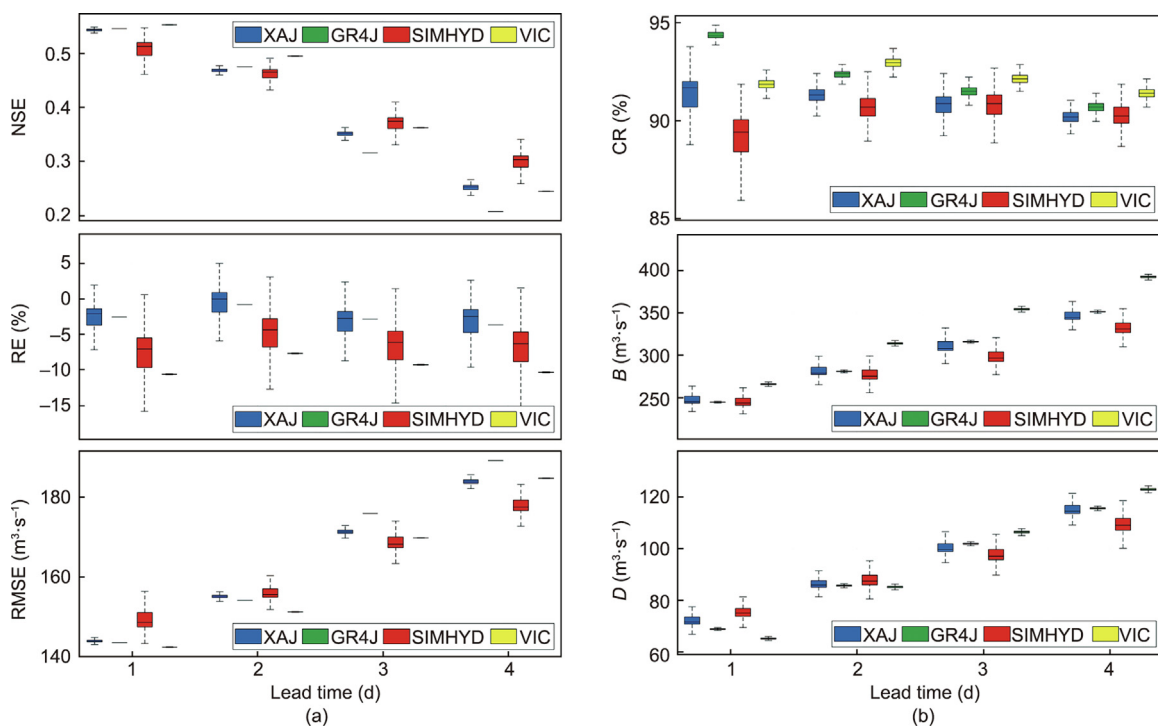 NSE
0.5
0.4
0.3
0.2
XAJ GR4J SIMHYD VIC
RE (%)
5
0
−5
−10
−15
XAJ GR4J SIMHYD VIC
RMSE (m³·s⁻¹)
180
160
140
XAJ GR4J SIMHYD VIC
1 2 3 4
Lead time (d)
(a)
CR (%)
95
90
85
XAJ GR4J SIMHYD VIC
B (m³·s⁻¹)
400
350
300
250
XAJ GR4J SIMHYD VIC
D (m³·s⁻¹)
120
100
80
60
XAJ GR4J SIMHYD VIC
1 2 3 4
Lead time (d)
(b)